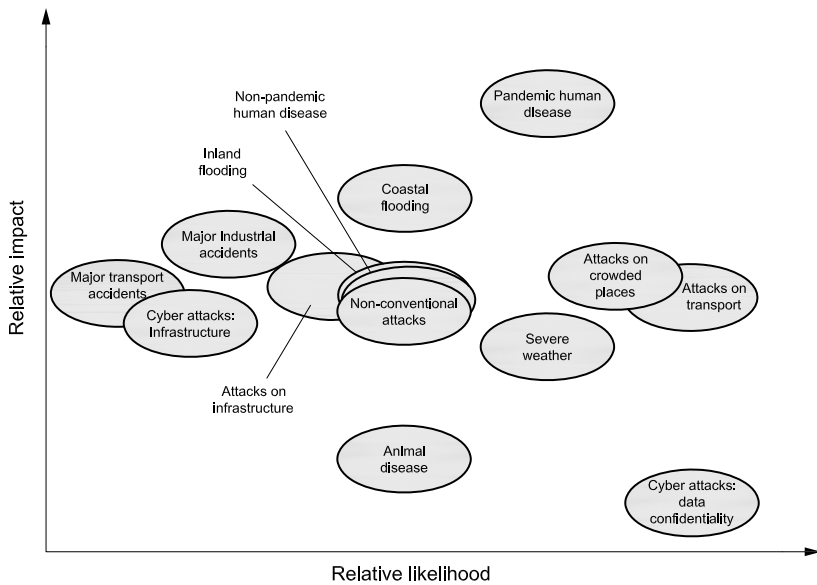 Pandemic human
disease
Non-pandemic
human disease
Inland
flooding
Coastal
flooding
Major Industrial
accidents
Major transport
accidents
Cyber attacks:
Infrastructure
Non-conventional
attacks
Attacks on
crowded
places
Attacks on
transport
Severe
weather
Attacks on
infrastructure
Animal
disease
Cyber attacks:
data
confidentiality
Relative impact
Relative likelihood